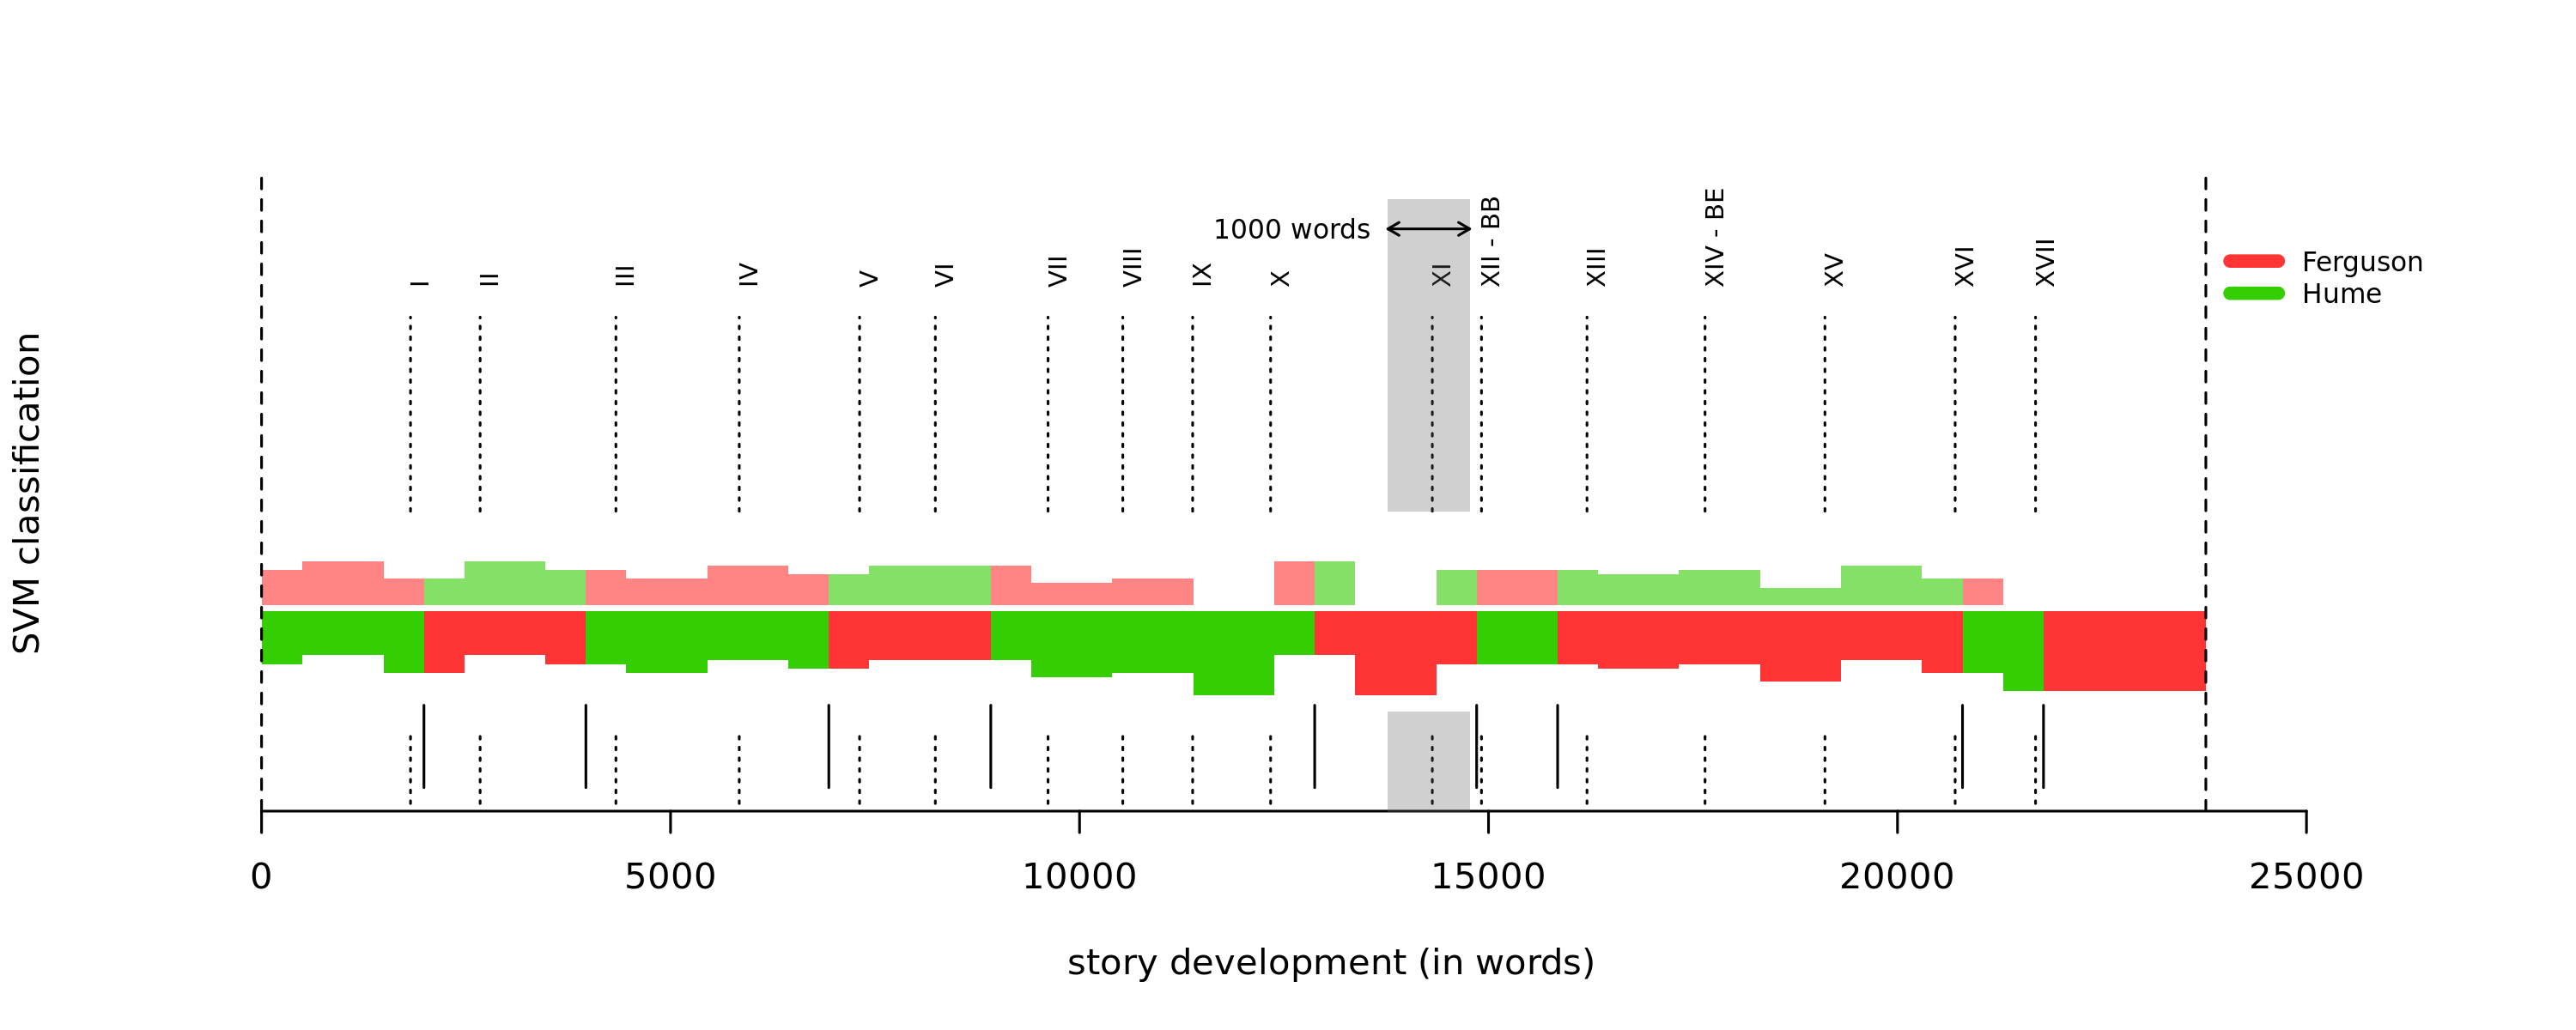 SVM classification
1000 words
I
II
III
IV
V
VI
VII
VIII
IX
X
XI
XII - BB
XIII
XIV - BE
XV
XVI
XVII
Ferguson
Hume
0
5000
10000
15000
20000
25000
story development (in words)